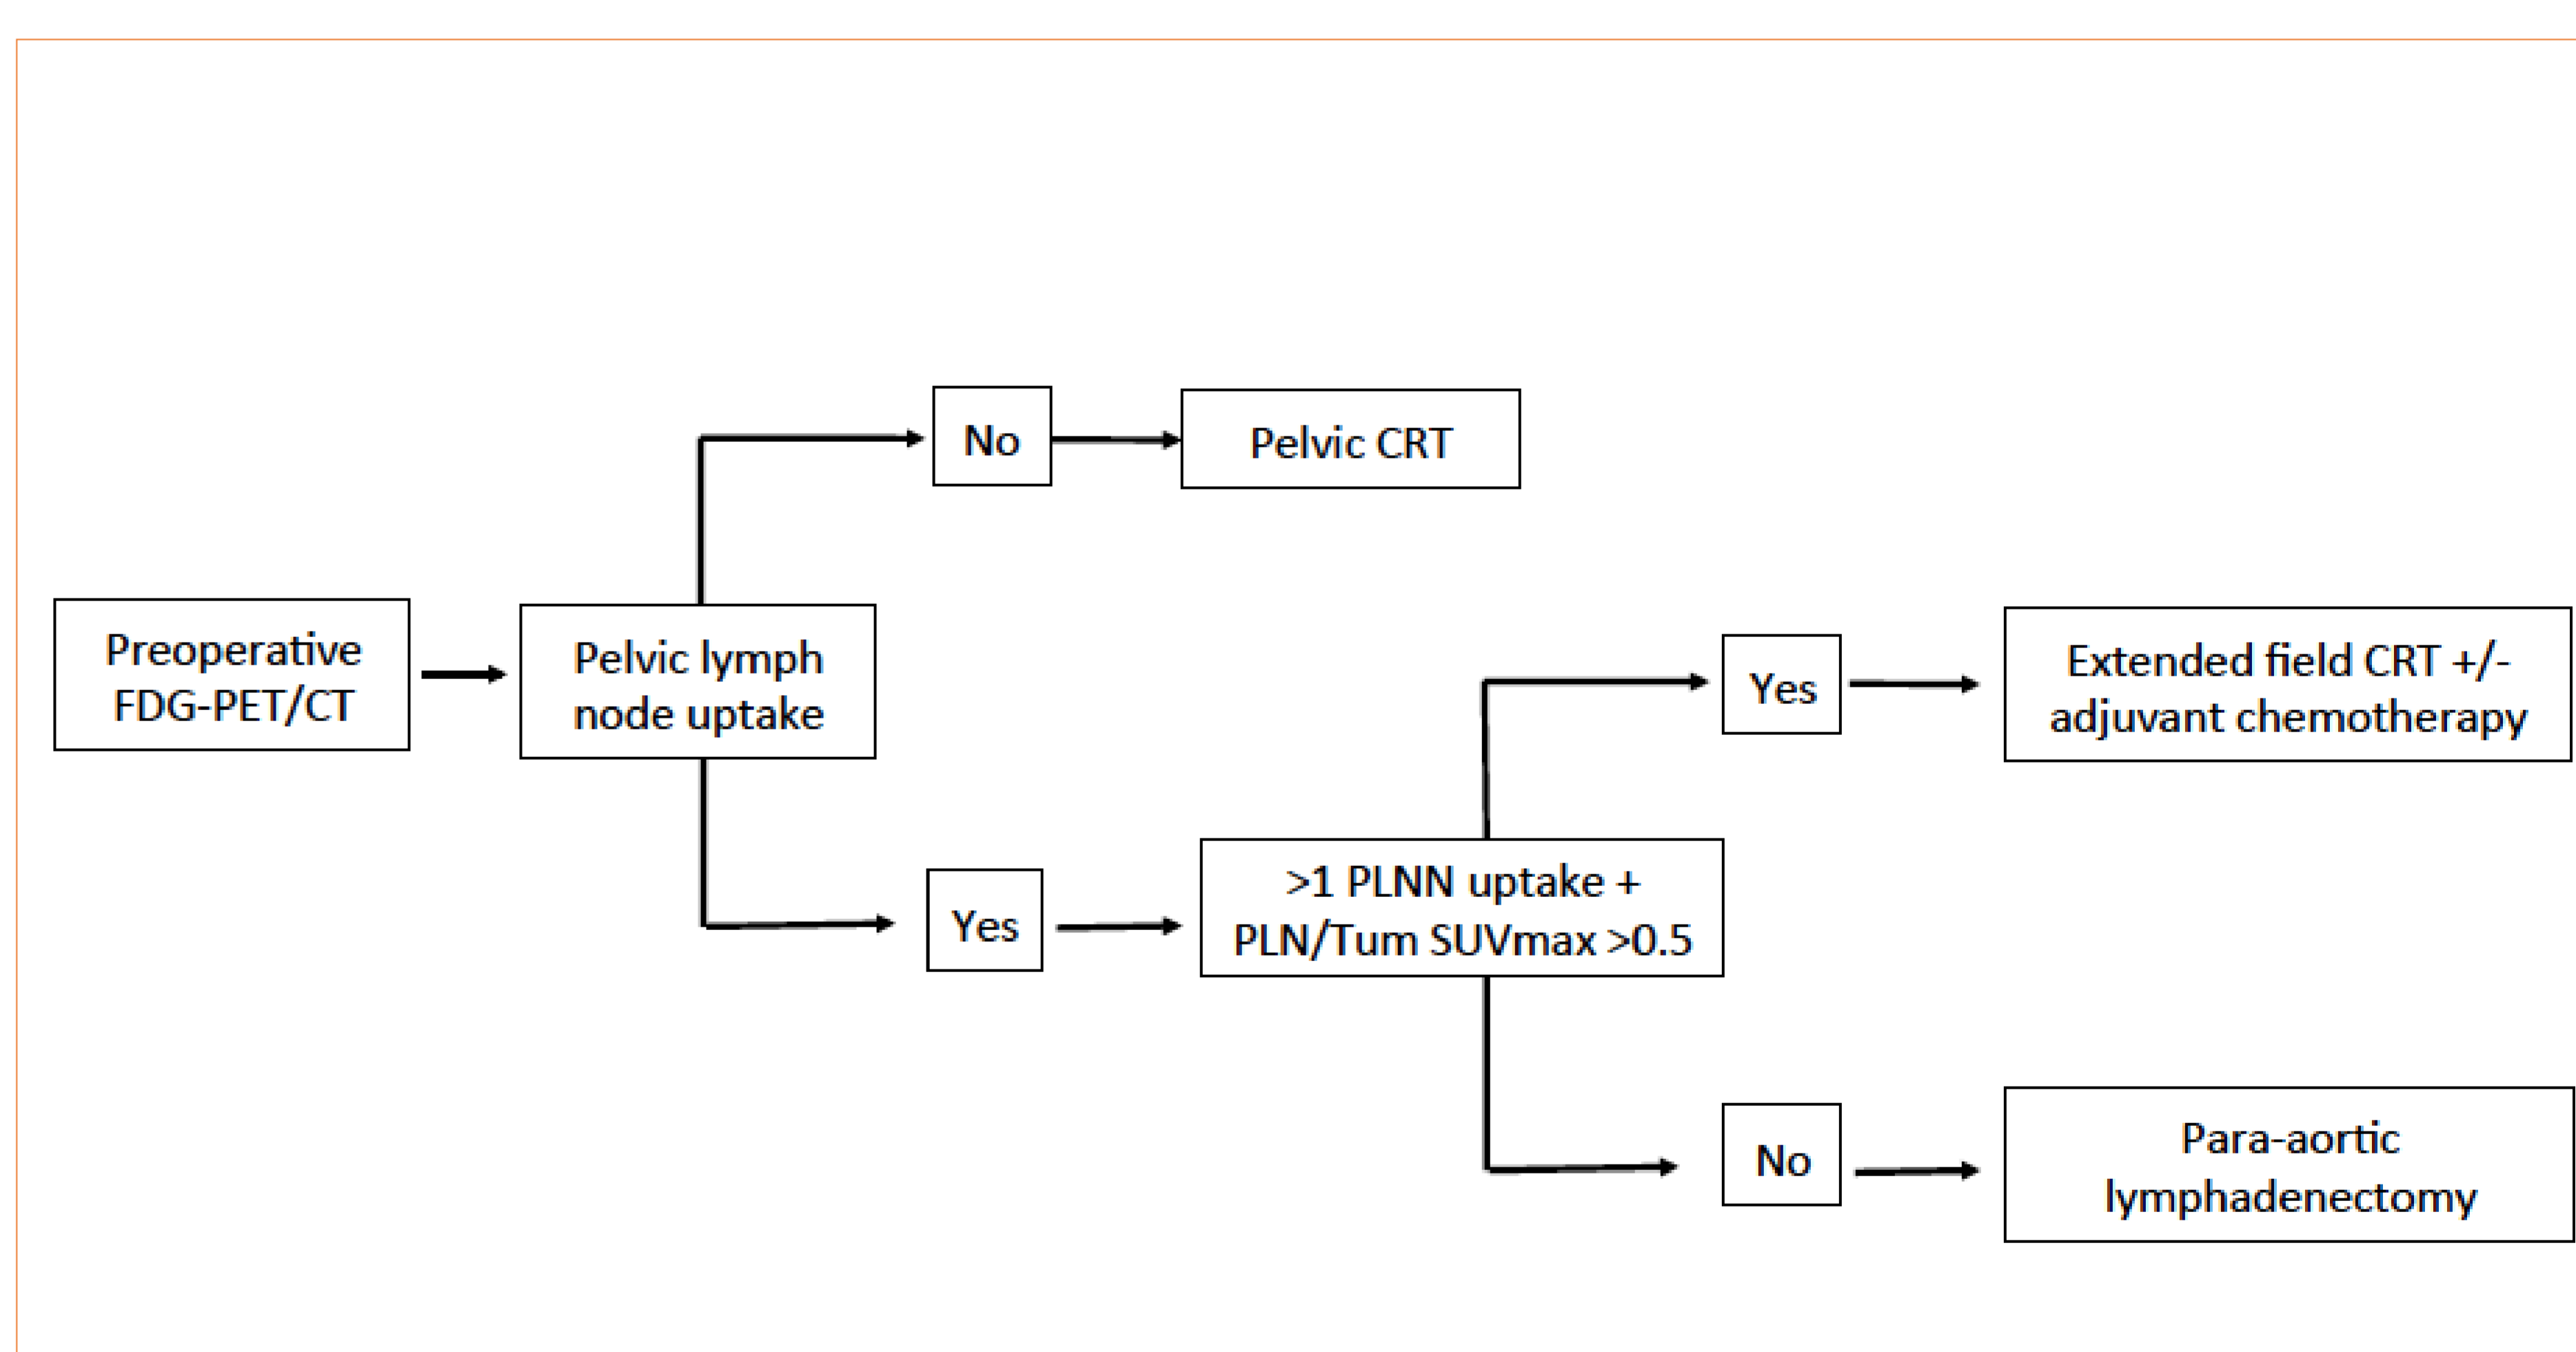 No
Pelvic CRT
Preoperative
FDG-PET/CT
Pelvic lymph
node uptake
Yes
Extended field CRT +/-
adjuvant chemotherapy
Yes
>1 PLNN uptake +
PLN/Tum SUVmax >0.5
No
Para-aortic
lymphadenectomy